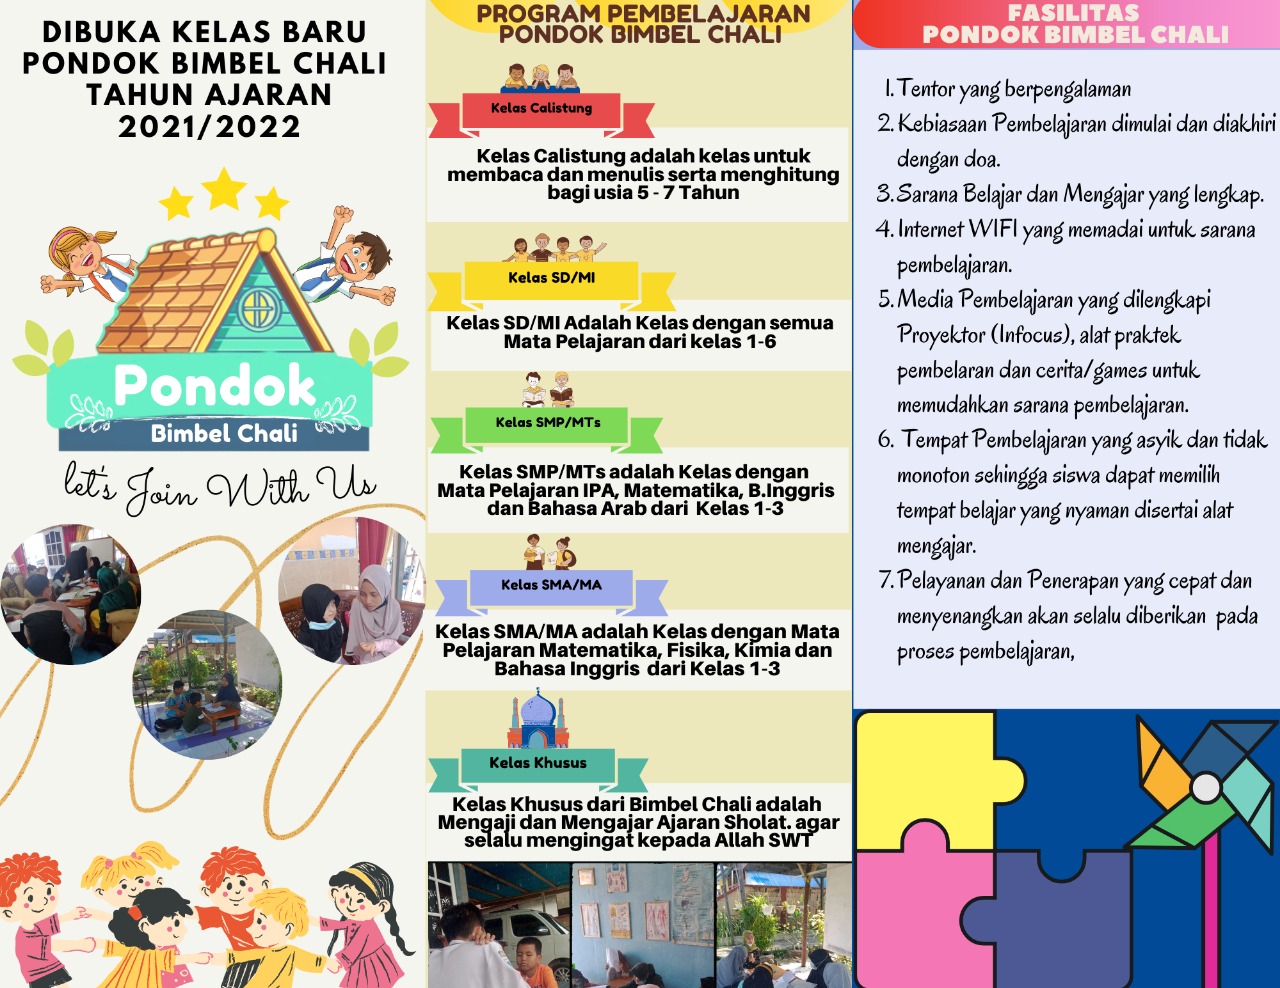 DIBUKA KELAS BARU
PONDOK BIMBEL CHALI
TAHUN AJARAN
2021/2022
Pondok
Bimbel Chali
let's Join With Us
PROGRAM PEMBELAJARAN
PONDOK BIMBEL CHALI
Kelas Calistung
Kelas Calistung adalah kelas untuk
membaca dan menulis serta menghitung
bagi usia 5 - 7 Tahun
Kelas SD/MI
Kelas SD/MI Adalah Kelas dengan semua
Mata Pelajaran dari kelas 1-6
Kelas SMP/MTs
Kelas SMP/MTs adalah Kelas dengan
Mata Pelajaran IPA, Matematika, B.Inggris
dan Bahasa Arab dari Kelas 1-3
Kelas SMA/MA
Kelas SMA/MA adalah Kelas dengan Mata
Pelajaran Matematika, Fisika, Kimia dan
Bahasa Inggris dari Kelas 1-3
Kelas Khusus
Kelas Khusus dari Bimbel Chali adalah
Mengaji dan Mengajar Ajaran Sholat. agar
selalu mengingat kepada Allah SWT
FASILITAS
PONDOK BIMBEL CHALI
1. Tentor yang berpengalaman
2. Kebiasaan Pembelajaran dimulai dan diakhiri
dengan doa.
3. Sarana Belajar dan Mengajar yang lengkap.
4. Internet WIFI yang memadai untuk sarana
pembelajaran.
5. Media Pembelajaran yang dilengkapi
Proyektor (Infocus), alat praktek
pembelaran dan cerita/games untuk
memudahkan sarana pembelajaran.
6. Tempat Pembelajaran yang asyik dan tidak
monoton sehingga siswa dapat memilih
tempat belajar yang nyaman disertai alat
mengajar.
7. Pelayanan dan Penerapan yang cepat dan
menyenangkan akan selalu diberikan pada
proses pembelajaran,